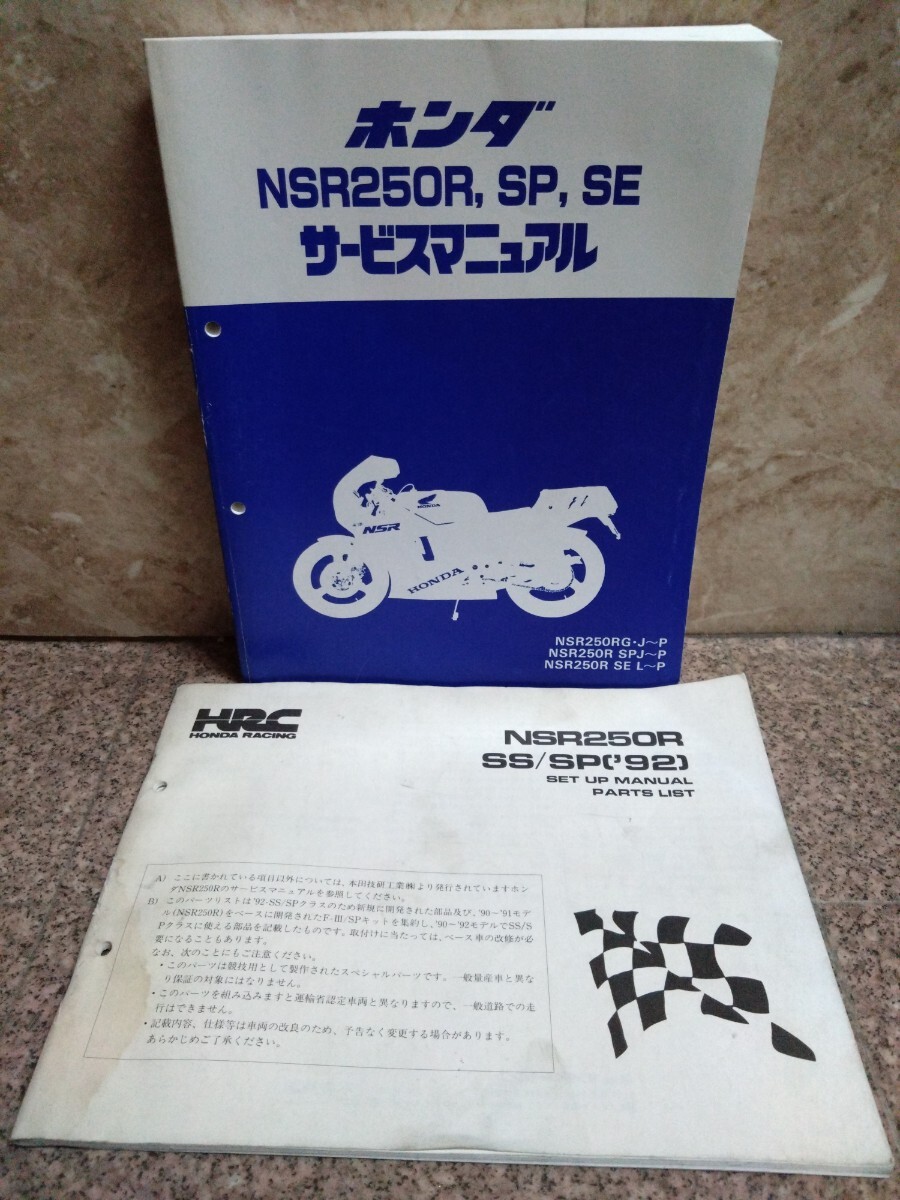 ホンダ
NSR250R, SP, SE
サービスマニュアル
HONDA
NSR
HONDA
NSR250RG・J〜P
NSR250R SPJ〜P
NSR250R SE L〜P
HRC
HONDA RACING
NSR250R
SS/SP('92)
SET UP MANUAL
PARTS LIST
A) ここに書かれている項目以外については、本田技研工業㈱より発行されていますホン
ダNSR250Rのサービスマニュアルを参照してください。
B) このパーツリストは'92-SS/SPクラスのため新規に開発された部品及び、'90〜'91モデ
ル(NSR250R)をベースに開発されたF-Ⅲ/SPキットを集約し、'90〜'92モデルでSS/S
Pクラスに使える部品を記載したものです。取付けに当たっては、ベース車の改修が必
要になることもあります。
なお、次のことにもご注意ください。
・このパーツは競技用として製作されたスペシャルパーツです。一般量産車と異な
り保証の対象にはなりません。
・このパーツを組み込みますと運輸省認定車両と異なりますので、一般道路での走
行はできません。
・記載内容、仕様等は車両の改良のため、予告なく変更する場合があります。
あらかじめご了承ください。